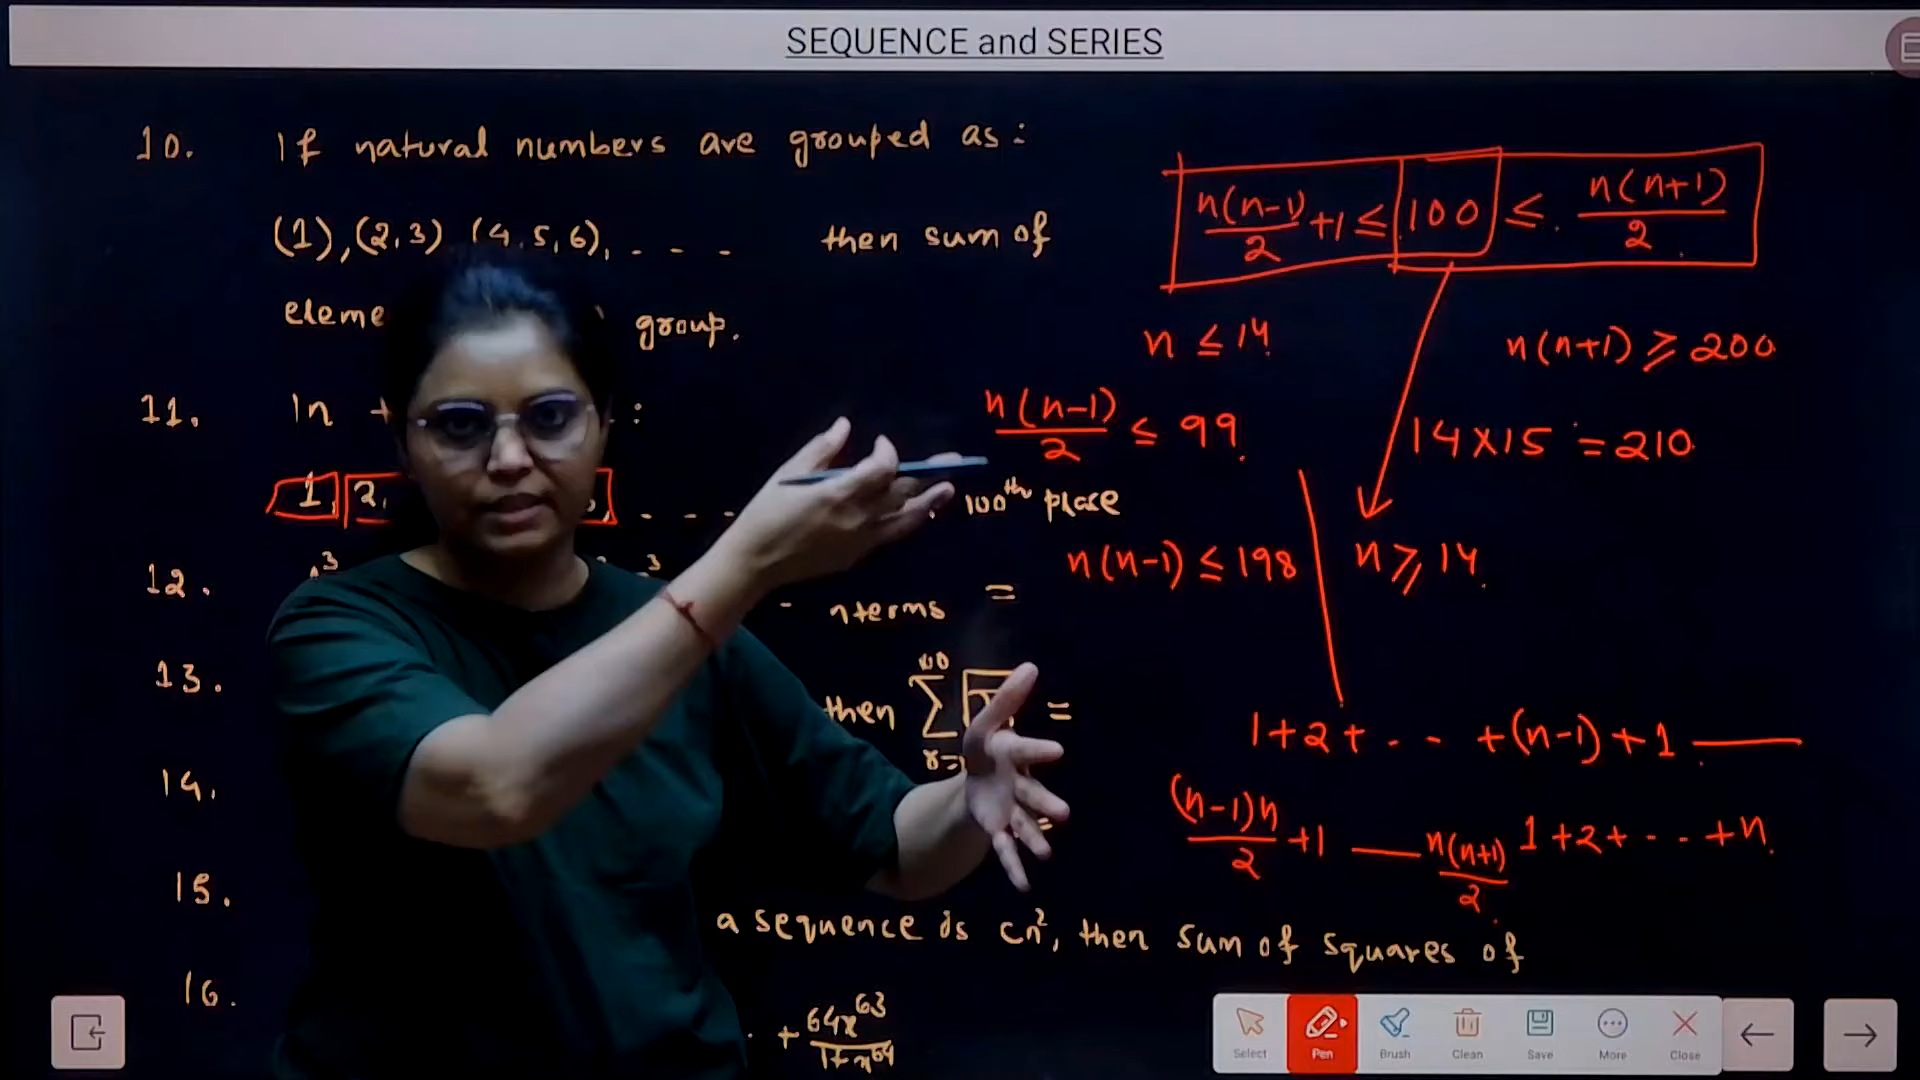 SEQUENCE and SERIES
10. If natural numbers are grouped as:
(1), (2,3) (4, 5, 6), . - - - then sum of
eleme group.
11. In :
1, 2, , - - - . 100th place
12. 3 3 - nterms =
13. then Σ =
r=
14. =
15. a sequence is cn², then sum of squares of
16. . + 64x^63/1+x^64
n(n-1)/2 +1 ≤ 100 ≤ n(n+1)/2
n ≤ 14 n(n+1) ≥ 200
n(n-1)/2 ≤ 99 14×15 = 210
n(n-1) ≤ 198 n ≥ 14
1+2+ . - - +(n-1)+1 ——
(n-1)n/2 +1 —— n(n+1)/2 1+2+ - - . +n
Select Pen Brush Clean Save More Close